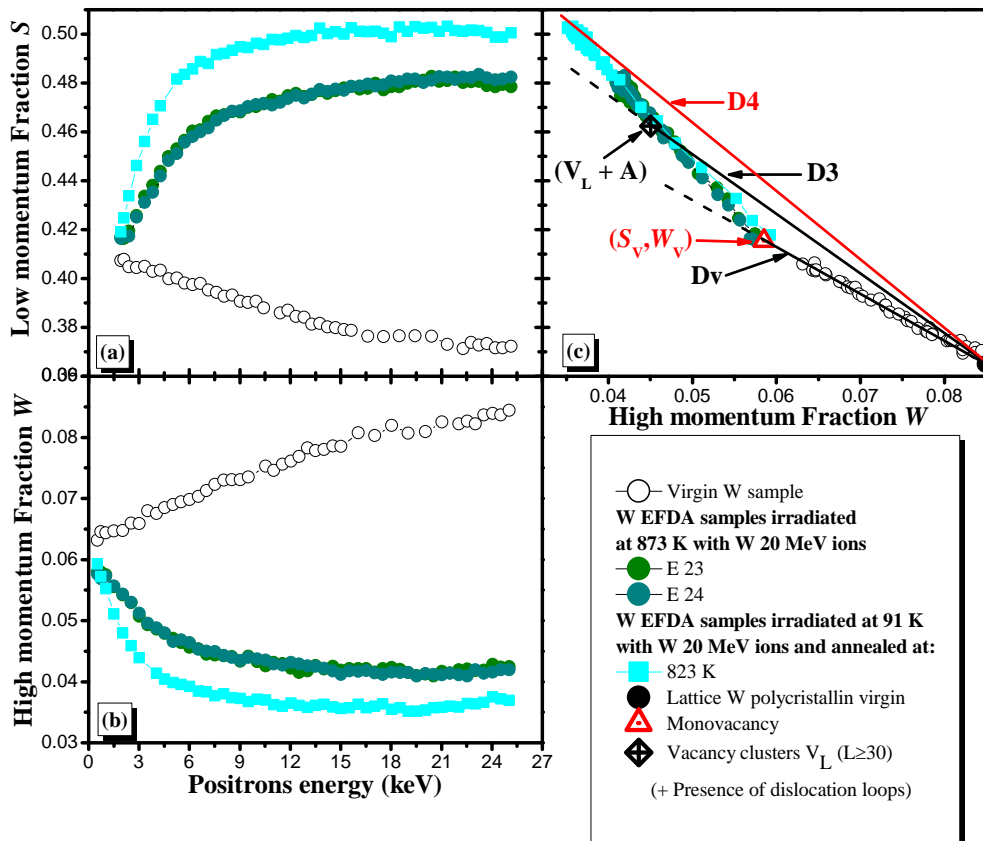 Low momentum Fraction S
0.50
0.48
0.46
0.44
0.42
0.40
0.38
0.36
(a)
High momentum Fraction W
0.08
0.07
0.06
0.05
0.04
0.03
(b)
0 3 6 9 12 15 18 21 24 27
Positrons energy (keV)
D4
D3
(V_L + A)
(S_V,W_V)
Dv
(c)
0.04 0.05 0.06 0.07 0.08
High momentum Fraction W
Virgin W sample
W EFDA samples irradiated
at 873 K with W 20 MeV ions
E 23
E 24
W EFDA samples irradiated at 91 K
with W 20 MeV ions and annealed at:
823 K
Lattice W polycristallin virgin
Monovacancy
Vacancy clusters V_L (L≥30)
(+ Presence of dislocation loops)